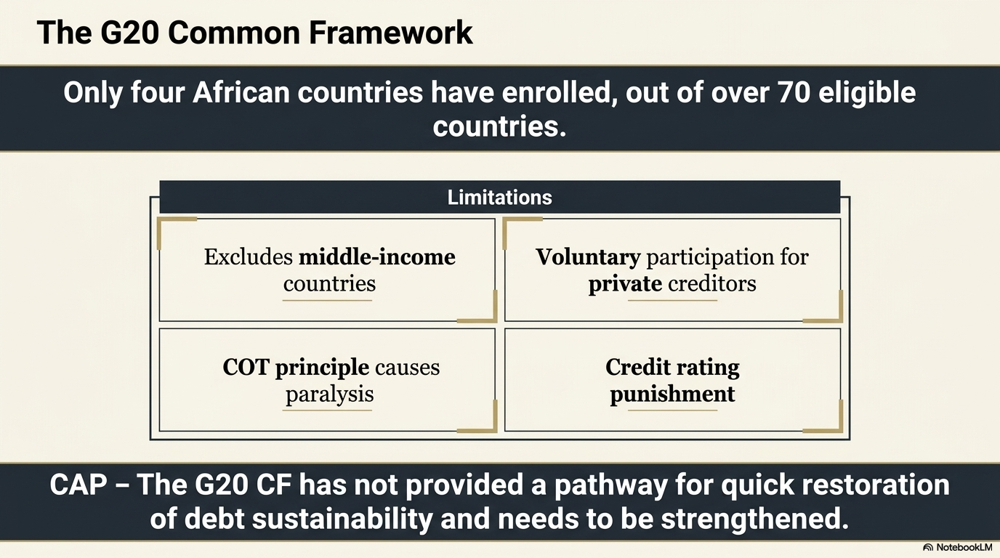 The G20 Common Framework
Only four African countries have enrolled, out of over 70 eligible
countries.
Limitations
Excludes middle-income
countries
Voluntary participation for
private creditors
COT principle causes
paralysis
Credit rating
punishment
CAP – The G20 CF has not provided a pathway for quick restoration
of debt sustainability and needs to be strengthened.
NotebookLM